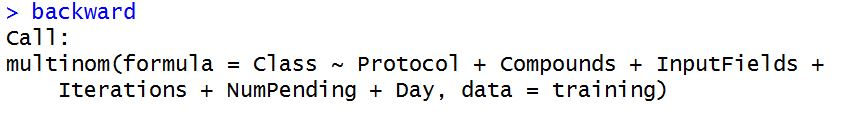 > backward
Call:
multinom(formula = Class ~ Protocol + Compounds + InputFields +
    Iterations + NumPending + Day, data = training)